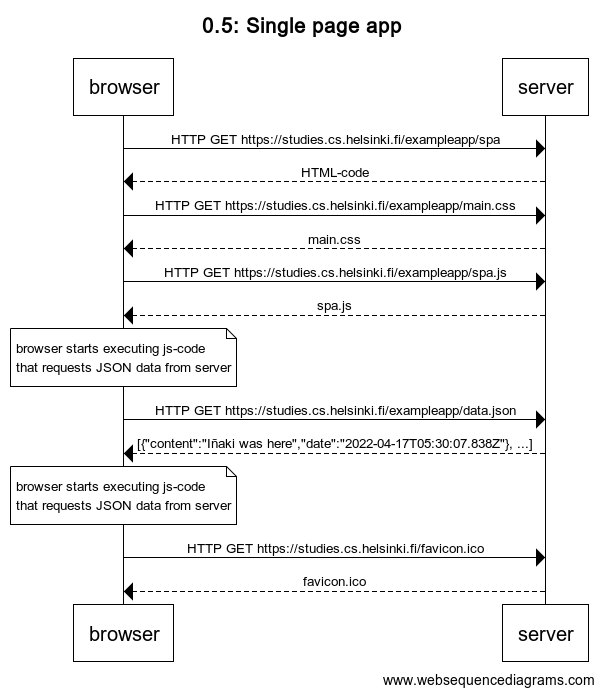 0.5: Single page app
browser
server
HTTP GET https://studies.cs.helsinki.fi/exampleapp/spa
HTML-code
HTTP GET https://studies.cs.helsinki.fi/exampleapp/main.css
main.css
HTTP GET https://studies.cs.helsinki.fi/exampleapp/spa.js
spa.js
browser starts executing js-code
that requests JSON data from server
HTTP GET https://studies.cs.helsinki.fi/exampleapp/data.json
[{"content":"Iñaki was here","date":"2022-04-17T05:30:07.838Z"}, ...]
browser starts executing js-code
that requests JSON data from server
HTTP GET https://studies.cs.helsinki.fi/favicon.ico
favicon.ico
browser
server
www.websequencediagrams.com